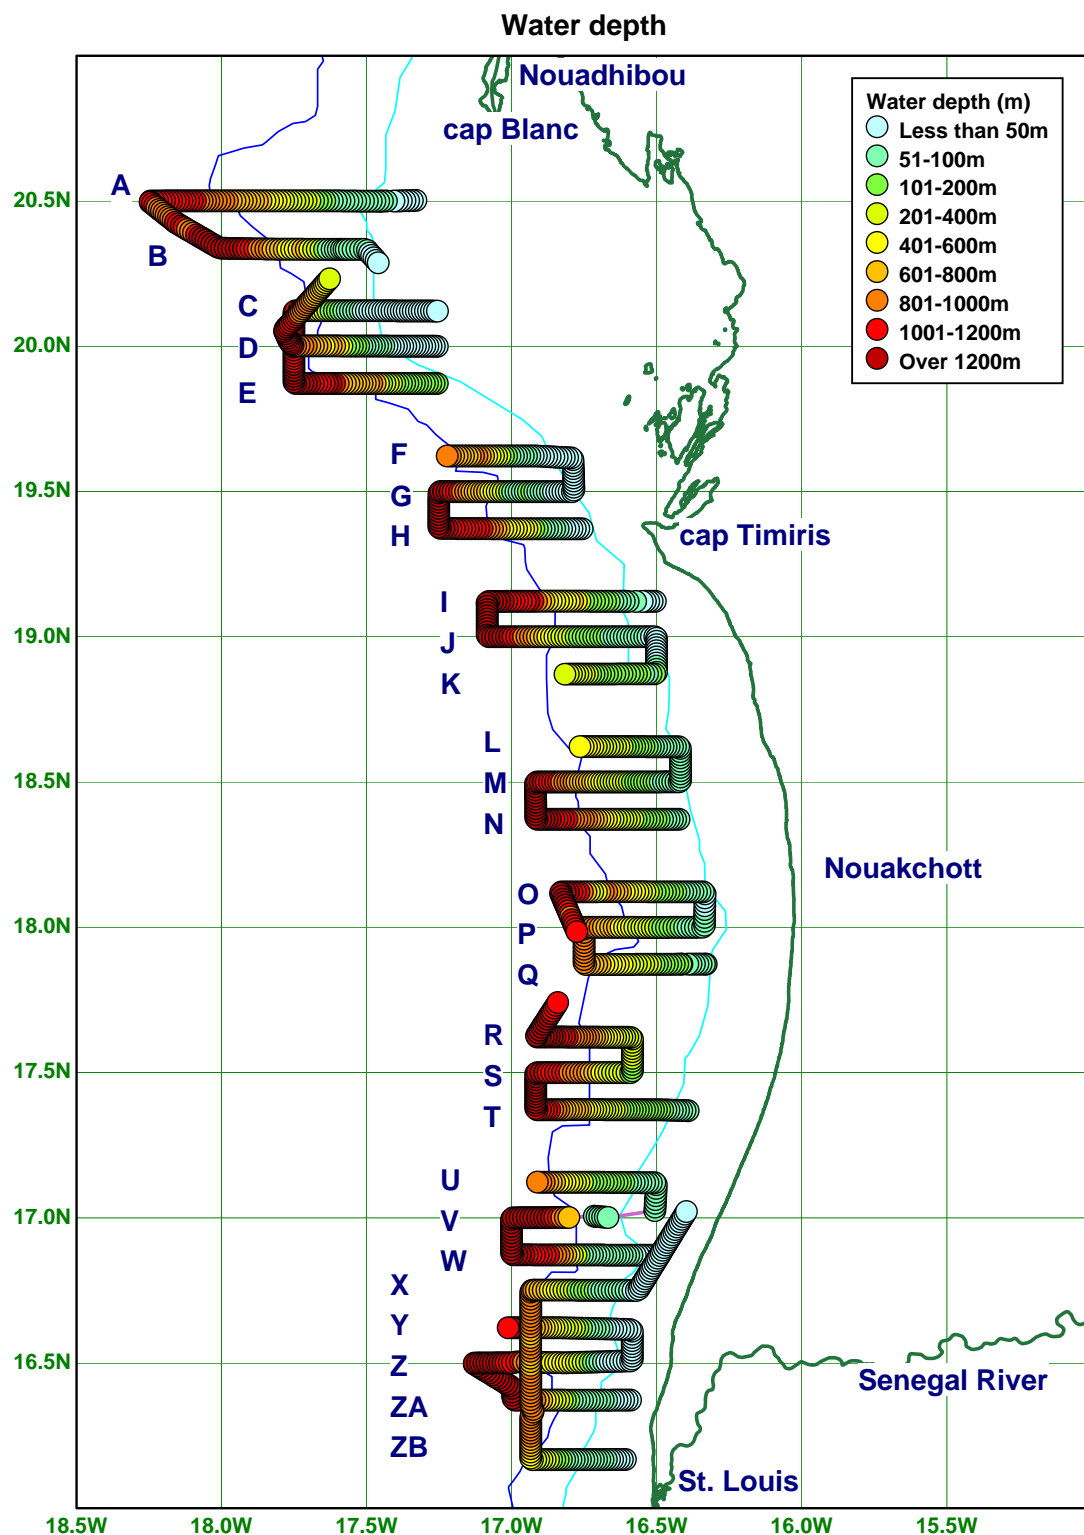 Water depth
Nouadhibou
cap Blanc
Water depth (m)
Less than 50m
51-100m
101-200m
201-400m
401-600m
601-800m
801-1000m
1001-1200m
Over 1200m
A
20.5N
B
C
20.0N
D
E
F
19.5N
G
H
cap Timiris
I
19.0N
J
K
L
18.5N
M
N
Nouakchott
O
18.0N
P
Q
R
17.5N
S
T
U
17.0N
V
W
X
Y
16.5N
Z
Senegal River
ZA
ZB
St. Louis
18.5W 18.0W 17.5W 17.0W 16.5W 16.0W 15.5W